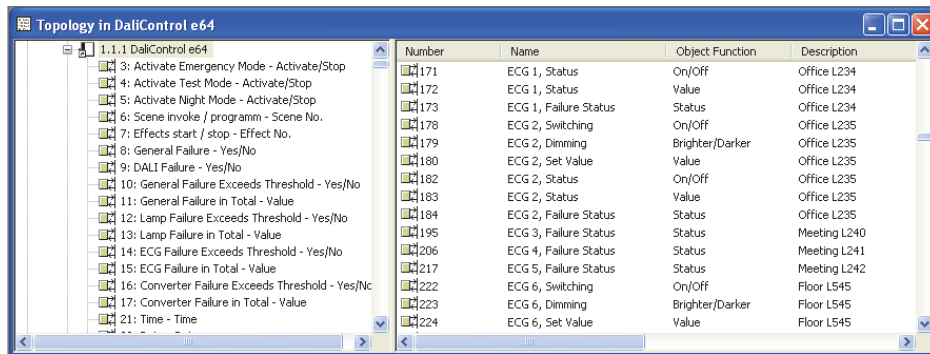 Topology in DaliControl e64
1.1.1 DaliControl e64
3: Activate Emergency Mode - Activate/Stop
4: Activate Test Mode - Activate/Stop
5: Activate Night Mode - Activate/Stop
6: Scene invoke / programm - Scene No.
7: Effects start / stop - Effect No.
8: General Failure - Yes/No
9: DALI Failure - Yes/No
10: General Failure Exceeds Threshold - Yes/No
11: General Failure in Total - Value
12: Lamp Failure Exceeds Threshold - Yes/No
13: Lamp Failure in Total - Value
14: ECG Failure Exceeds Threshold - Yes/No
15: ECG Failure in Total - Value
16: Converter Failure Exceeds Threshold - Yes/Nc
17: Converter Failure in Total - Value
21: Time - Time
Number Name Object Function Description
171 ECG 1, Status On/Off Office L234
172 ECG 1, Status Value Office L234
173 ECG 1, Failure Status Status Office L234
178 ECG 2, Switching On/Off Office L235
179 ECG 2, Dimming Brighter/Darker Office L235
180 ECG 2, Set Value Value Office L235
182 ECG 2, Status On/Off Office L235
183 ECG 2, Status Value Office L235
184 ECG 2, Failure Status Status Office L235
195 ECG 3, Failure Status Status Meeting L240
206 ECG 4, Failure Status Status Meeting L241
217 ECG 5, Failure Status Status Meeting L242
222 ECG 6, Switching On/Off Floor L545
223 ECG 6, Dimming Brighter/Darker Floor L545
224 ECG 6, Set Value Value Floor L545